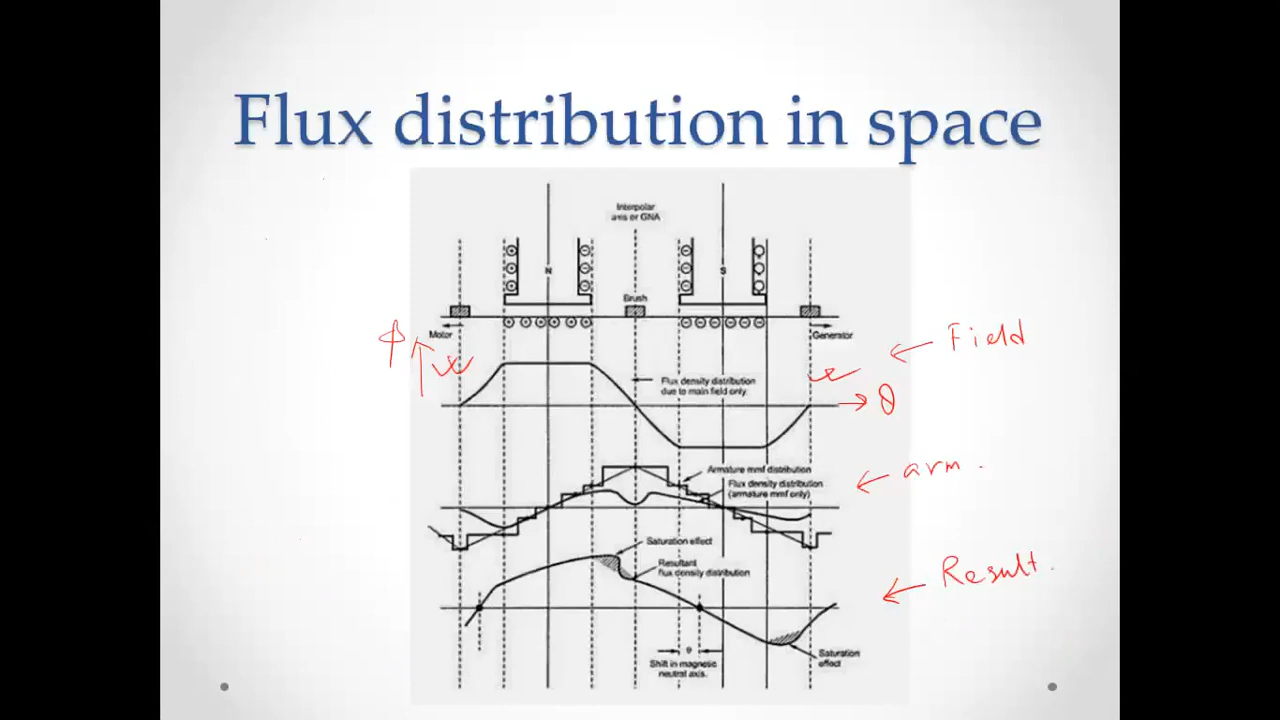 Flux distribution in space
Interpolar
axis or GNA
N
S
Brush
Motor
Generator
Field
ϕ
Flux density distribution
due to main field only.
θ
Armature mmf distribution
Flux density distribution
(armature mmf only)
arm.
Saturation effect
Resultant
flux density distribution
Result.
θ
Shift in magnetic
neutral axis.
Saturation
effect